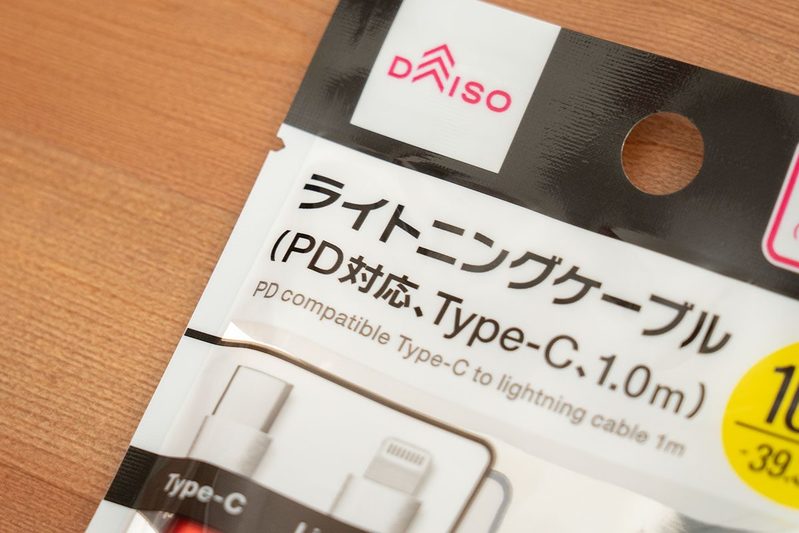 DAISO
ライトニングケーブル
(PD対応、Type-C、1.0m)
PD compatible Type-C to lightning cable 1m
Type-C